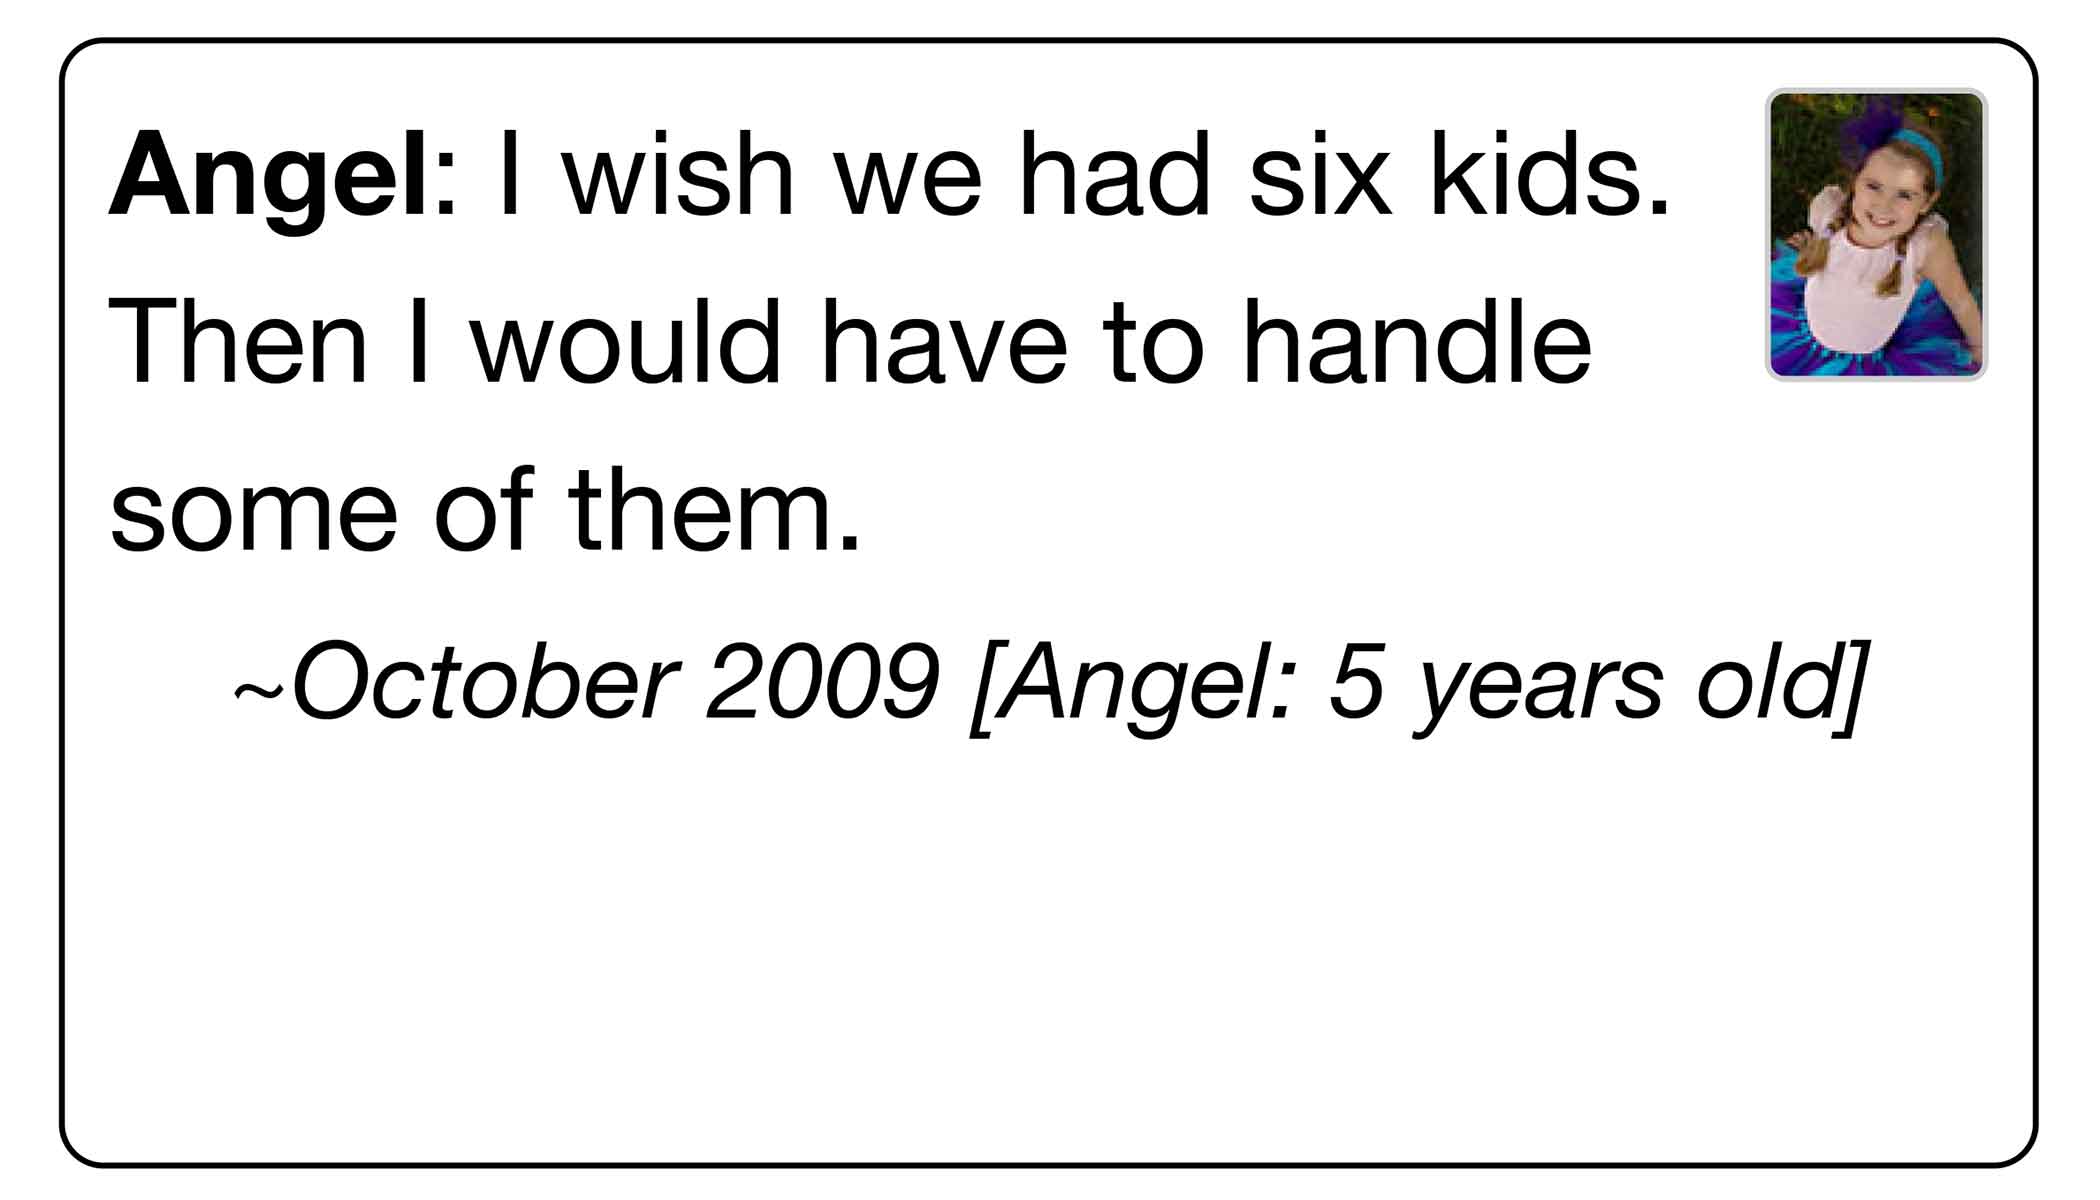 Angel: I wish we had six kids.
Then I would have to handle
some of them.
~October 2009 [Angel: 5 years old]